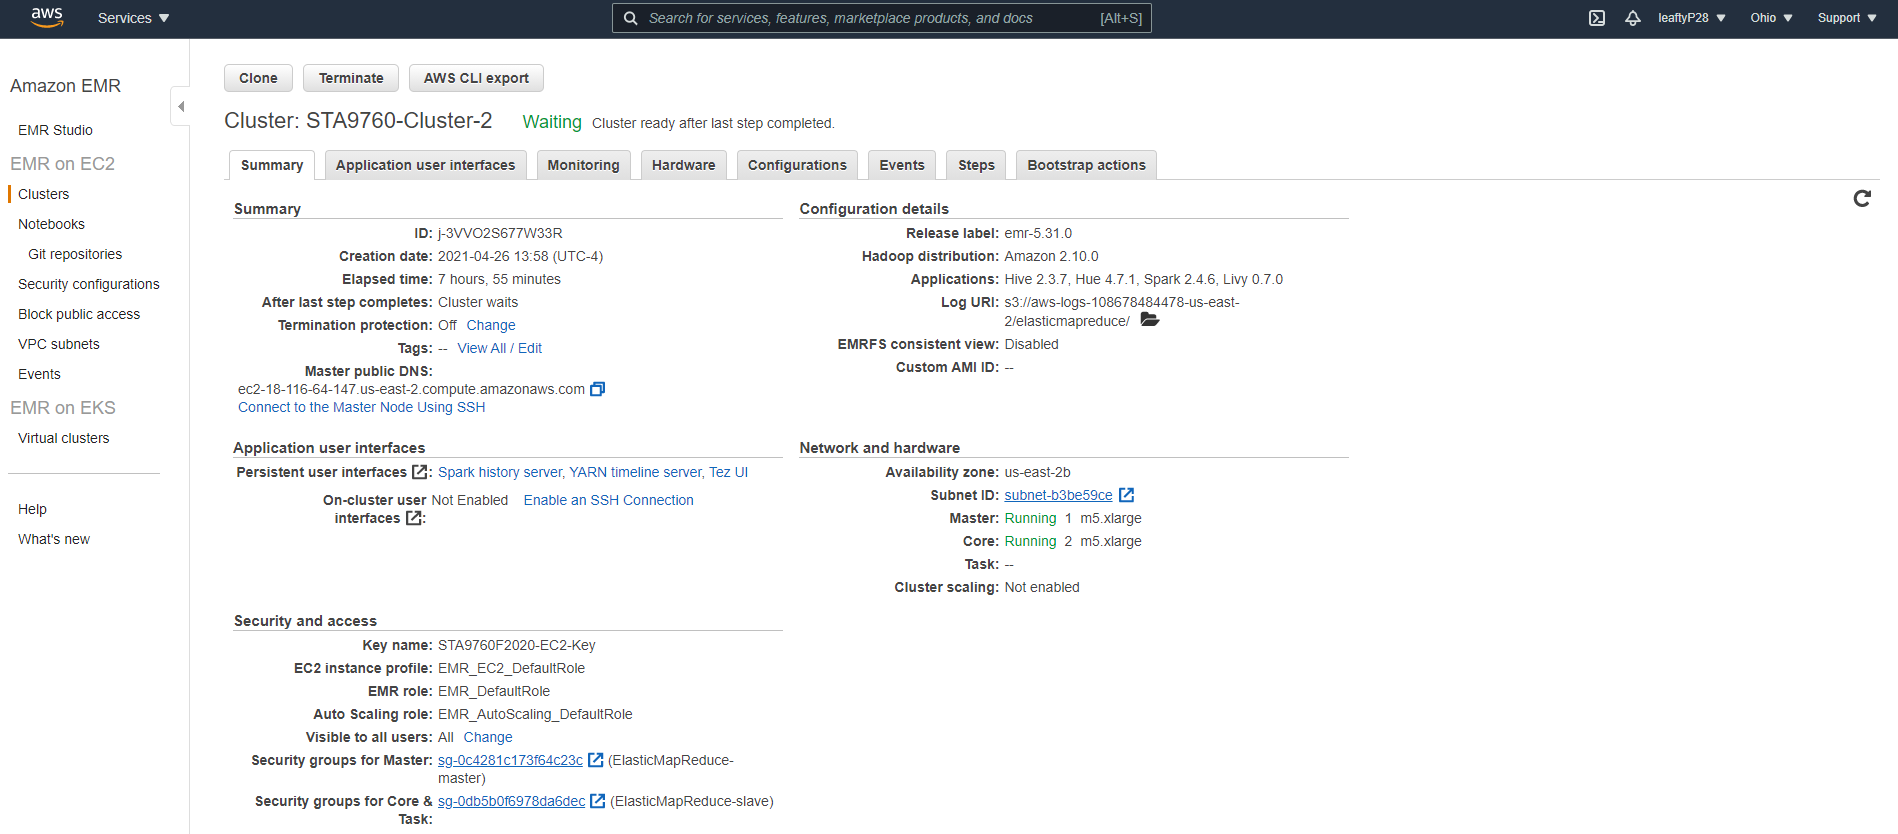 aws
Services
Search for services, features, marketplace products, and docs [Alt+S]
leaftyP28
Ohio
Support
Amazon EMR
EMR Studio
EMR on EC2
Clusters
Notebooks
Git repositories
Security configurations
Block public access
VPC subnets
Events
EMR on EKS
Virtual clusters
Help
What's new
Clone Terminate AWS CLI export
Cluster: STA9760-Cluster-2 Waiting Cluster ready after last step completed.
Summary Application user interfaces Monitoring Hardware Configurations Events Steps Bootstrap actions
Summary
ID: j-3VVO2S677W33R
Creation date: 2021-04-26 13:58 (UTC-4)
Elapsed time: 7 hours, 55 minutes
After last step completes: Cluster waits
Termination protection: Off Change
Tags: -- View All / Edit
Master public DNS:
ec2-18-116-64-147.us-east-2.compute.amazonaws.com
Connect to the Master Node Using SSH
Configuration details
Release label: emr-5.31.0
Hadoop distribution: Amazon 2.10.0
Applications: Hive 2.3.7, Hue 4.7.1, Spark 2.4.6, Livy 0.7.0
Log URI: s3://aws-logs-108678484478-us-east-
2/elasticmapreduce/
EMRFS consistent view: Disabled
Custom AMI ID: --
Application user interfaces
Persistent user interfaces : Spark history server, YARN timeline server, Tez UI
On-cluster user Not Enabled Enable an SSH Connection
interfaces :
Network and hardware
Availability zone: us-east-2b
Subnet ID: subnet-b3be59ce
Master: Running 1 m5.xlarge
Core: Running 2 m5.xlarge
Task: --
Cluster scaling: Not enabled
Security and access
Key name: STA9760F2020-EC2-Key
EC2 instance profile: EMR_EC2_DefaultRole
EMR role: EMR_DefaultRole
Auto Scaling role: EMR_AutoScaling_DefaultRole
Visible to all users: All Change
Security groups for Master: sg-0c4281c173f64c23c (ElasticMapReduce-
master)
Security groups for Core & sg-0db5b0f6978da6dec (ElasticMapReduce-slave)
Task: